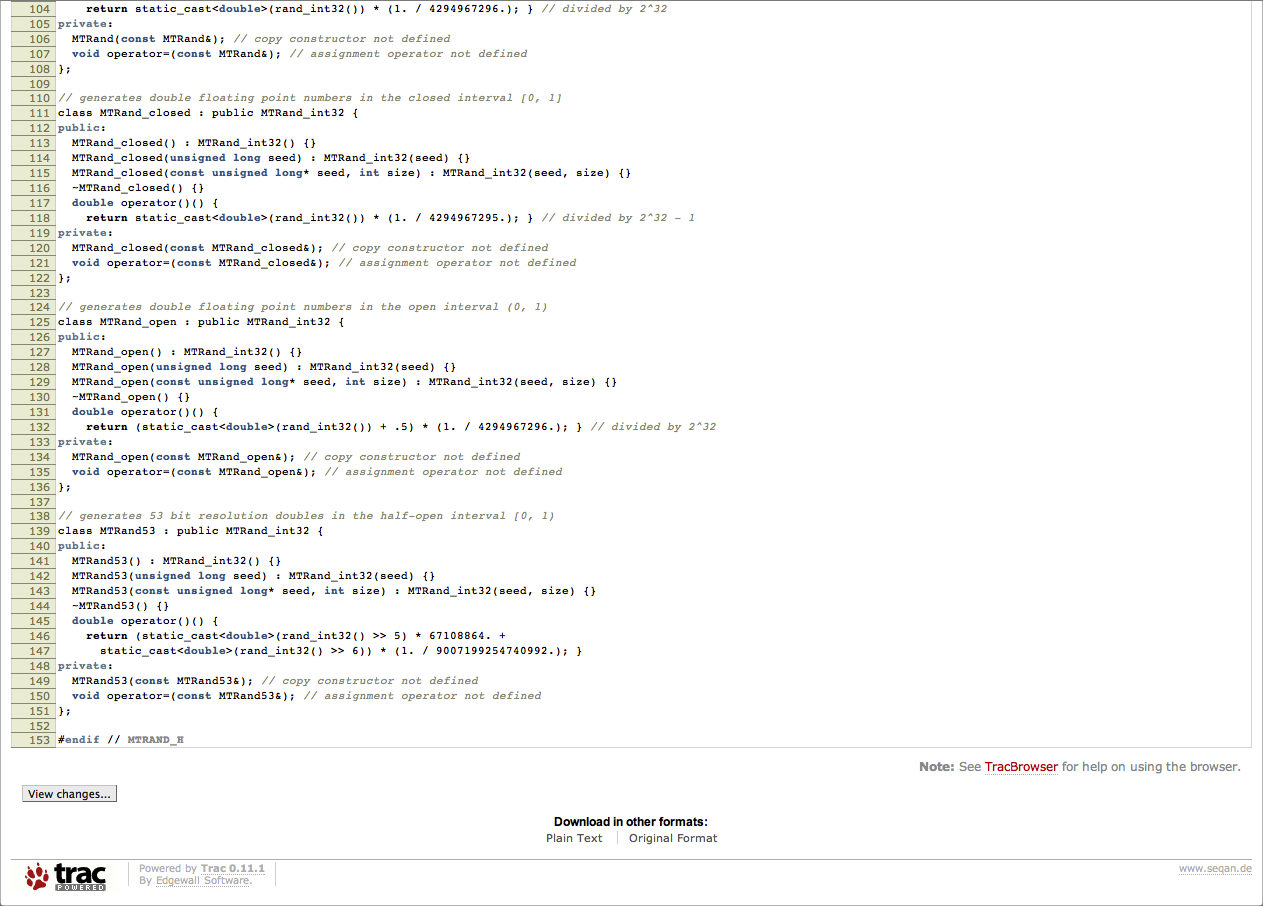 104 return static_cast<double>(rand_int32()) * (1. / 4294967296.); } // divided by 2^32
105 private:
106 MTRand(const MTRand&); // copy constructor not defined
107 void operator=(const MTRand&); // assignment operator not defined
108 };
109
110 // generates double floating point numbers in the closed interval [0, 1]
111 class MTRand_closed : public MTRand_int32 {
112 public:
113 MTRand_closed() : MTRand_int32() {}
114 MTRand_closed(unsigned long seed) : MTRand_int32(seed) {}
115 MTRand_closed(const unsigned long* seed, int size) : MTRand_int32(seed, size) {}
116 ~MTRand_closed() {}
117 double operator()() {
118 return static_cast<double>(rand_int32()) * (1. / 4294967295.); } // divided by 2^32 - 1
119 private:
120 MTRand_closed(const MTRand_closed&); // copy constructor not defined
121 void operator=(const MTRand_closed&); // assignment operator not defined
122 };
123
124 // generates double floating point numbers in the open interval (0, 1)
125 class MTRand_open : public MTRand_int32 {
126 public:
127 MTRand_open() : MTRand_int32() {}
128 MTRand_open(unsigned long seed) : MTRand_int32(seed) {}
129 MTRand_open(const unsigned long* seed, int size) : MTRand_int32(seed, size) {}
130 ~MTRand_open() {}
131 double operator()() {
132 return (static_cast<double>(rand_int32()) + .5) * (1. / 4294967296.); } // divided by 2^32
133 private:
134 MTRand_open(const MTRand_open&); // copy constructor not defined
135 void operator=(const MTRand_open&); // assignment operator not defined
136 };
137
138 // generates 53 bit resolution doubles in the half-open interval [0, 1)
139 class MTRand53 : public MTRand_int32 {
140 public:
141 MTRand53() : MTRand_int32() {}
142 MTRand53(unsigned long seed) : MTRand_int32(seed) {}
143 MTRand53(const unsigned long* seed, int size) : MTRand_int32(seed, size) {}
144 ~MTRand53() {}
145 double operator()() {
146 return (static_cast<double>(rand_int32() >> 5) * 67108864. +
147 static_cast<double>(rand_int32() >> 6)) * (1. / 9007199254740992.); }
148 private:
149 MTRand53(const MTRand53&); // copy constructor not defined
150 void operator=(const MTRand53&); // assignment operator not defined
151 };
152
153 #endif // MTRAND_H
Note: See TracBrowser for help on using the browser.
View changes...
Download in other formats:
Plain Text Original Format
trac POWERED
Powered by Trac 0.11.1
By Edgewall Software.
www.seqan.de